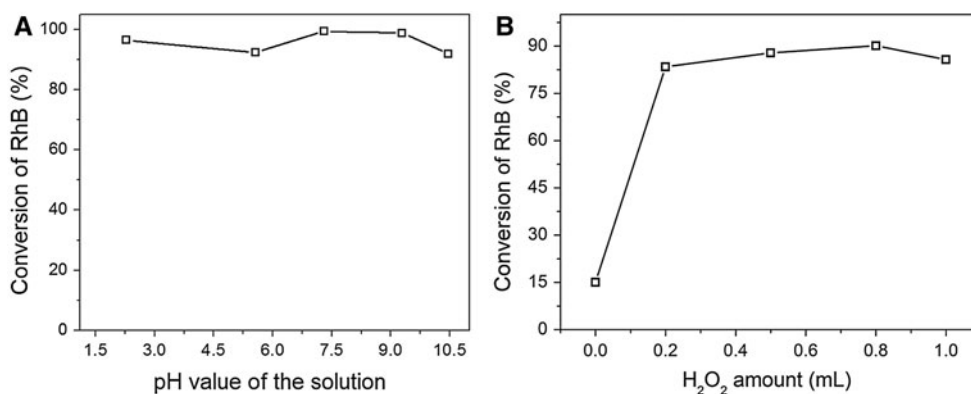 A
Conversion of RhB (%)
100
80
60
40
20
0
1.5 3.0 4.5 6.0 7.5 9.0 10.5
pH value of the solution
B
Conversion of RhB (%)
90
75
60
45
30
15
0
0.0 0.2 0.4 0.6 0.8 1.0
H₂O₂ amount (mL)